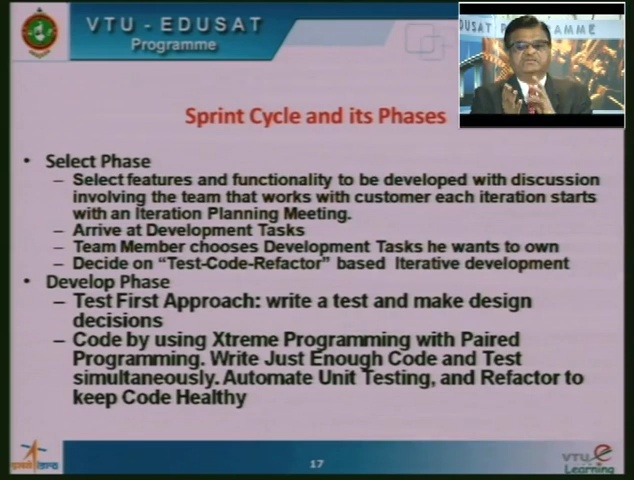 VTU - EDUSAT
Programme
DUSAT P
AMME
Sprint Cycle and its Phases
• Select Phase
– Select features and functionality to be developed with discussion
involving the team that works with customer each iteration starts
with an Iteration Planning Meeting.
– Arrive at Development Tasks
– Team Member chooses Development Tasks he wants to own
– Decide on “Test-Code-Refactor” based Iterative development
• Develop Phase
– Test First Approach: write a test and make design
decisions
– Code by using Xtreme Programming with Paired
Programming. Write Just Enough Code and Test
simultaneously. Automate Unit Testing, and Refactor to
keep Code Healthy
17
VTU e
Learning